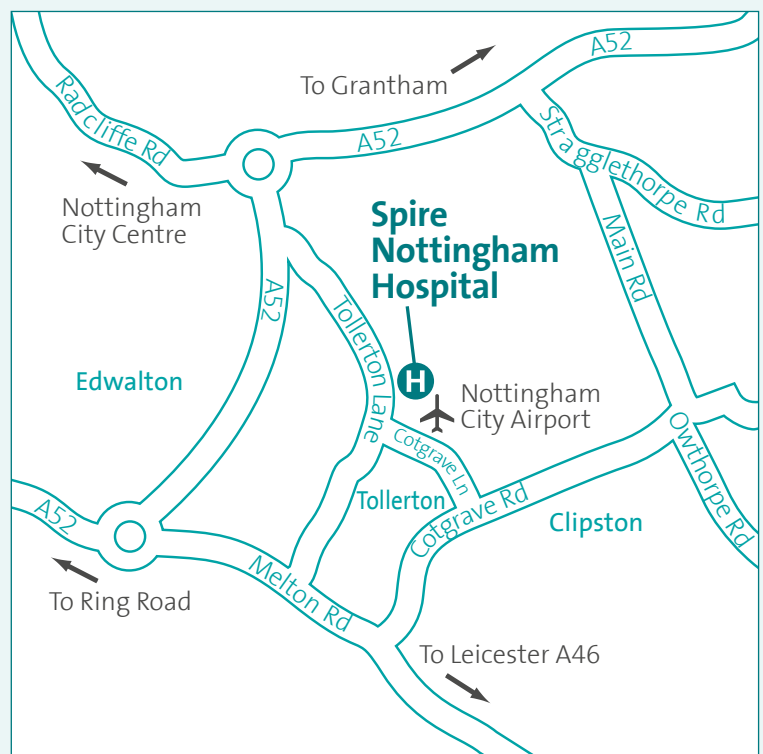 A52
To Grantham
Radcliffe Rd
A52
Stragglethorpe Rd
Nottingham
City Centre
Spire
Nottingham
Hospital
Main Rd
A52
Tollerton Lane
H
Edwalton
Nottingham
City Airport
Cotgrave Ln
Owthorpe Rd
Tollerton
Cotgrave Rd
Clipston
A52
Melton Rd
To Ring Road
To Leicester A46